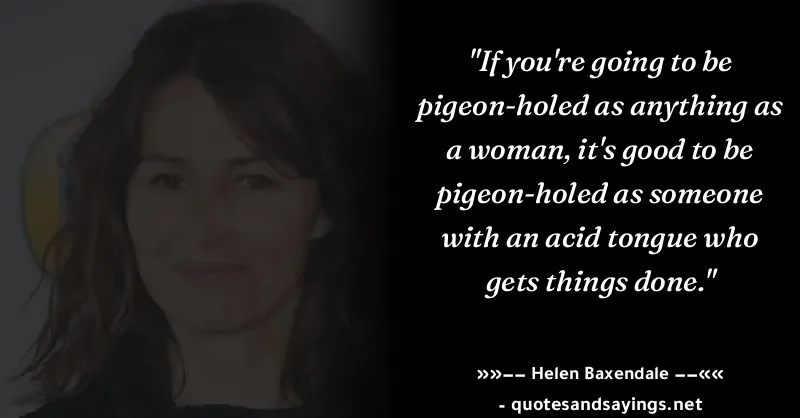 "If you're going to be
pigeon-holed as anything as
a woman, it's good to be
pigeon-holed as someone
with an acid tongue who
gets things done."
»»–– Helen Baxendale ––««
- quotesandsayings.net